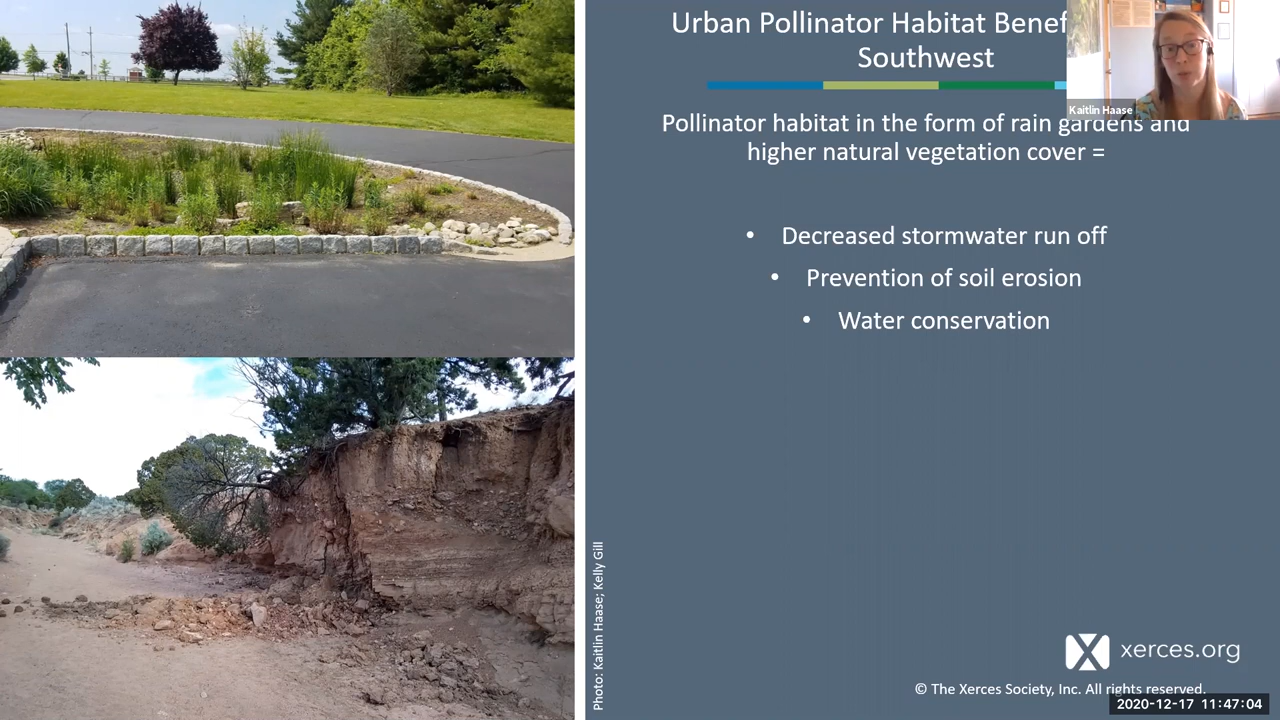 Urban Pollinator Habitat Benef
Southwest
Kaitlin Haase
Pollinator habitat in the form of rain gardens and
higher natural vegetation cover =
• Decreased stormwater run off
• Prevention of soil erosion
• Water conservation
Photo: Kaitlin Haase; Kelly Gill
xerces.org
© The Xerces Society, Inc. All rights reserved.
2020-12-17 11:47:04